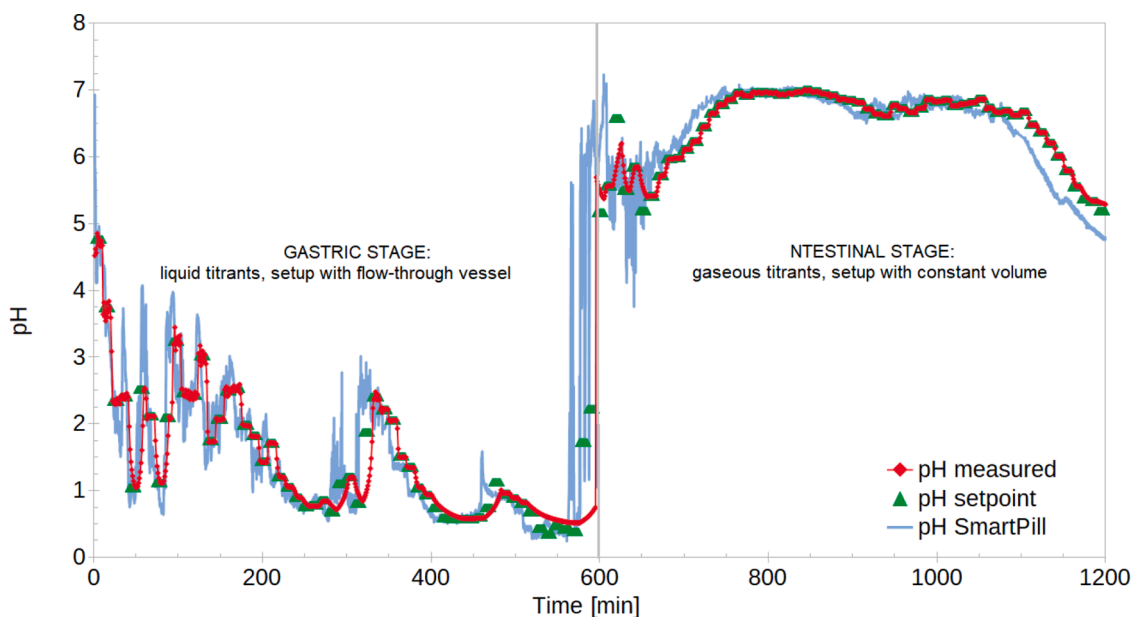 8
7
6
5
4
3
2
1
0
pH
GASTRIC STAGE:
liquid titrants, setup with flow-through vessel
NTESTINAL STAGE:
gaseous titrants, setup with constant volume
pH measured
pH setpoint
pH SmartPill
0 200 400 600 800 1000 1200
Time [min]